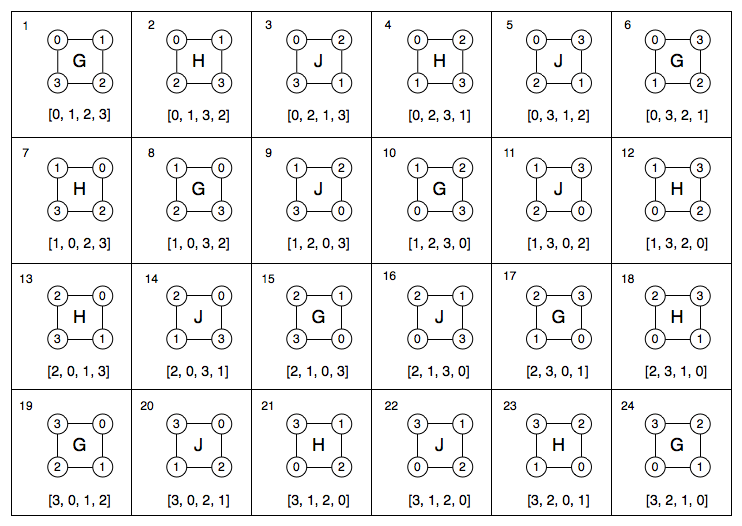 1
0 1
G
3 2
[0, 1, 2, 3]
2
0 1
H
2 3
[0, 1, 3, 2]
3
0 2
J
3 1
[0, 2, 1, 3]
4
0 2
H
1 3
[0, 2, 3, 1]
5
0 3
J
2 1
[0, 3, 1, 2]
6
0 3
G
1 2
[0, 3, 2, 1]
7
1 0
H
3 2
[1, 0, 2, 3]
8
1 0
G
2 3
[1, 0, 3, 2]
9
1 2
J
3 0
[1, 2, 0, 3]
10
1 2
G
0 3
[1, 2, 3, 0]
11
1 3
J
2 0
[1, 3, 0, 2]
12
1 3
H
0 2
[1, 3, 2, 0]
13
2 0
H
3 1
[2, 0, 1, 3]
14
2 0
J
1 3
[2, 0, 3, 1]
15
2 1
G
3 0
[2, 1, 0, 3]
16
2 1
J
0 3
[2, 1, 3, 0]
17
2 3
G
1 0
[2, 3, 0, 1]
18
2 3
H
0 1
[2, 3, 1, 0]
19
3 0
G
2 1
[3, 0, 1, 2]
20
3 0
J
1 2
[3, 0, 2, 1]
21
3 1
H
0 2
[3, 1, 2, 0]
22
3 1
J
0 2
[3, 1, 2, 0]
23
3 2
H
1 0
[3, 2, 0, 1]
24
3 2
G
0 1
[3, 2, 1, 0]